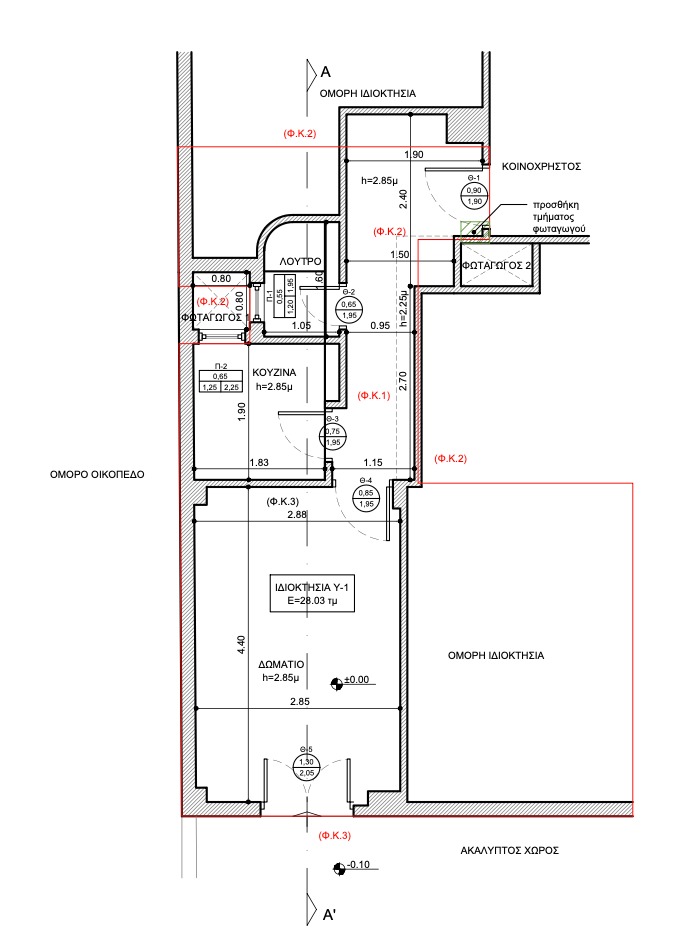 A
ΟΜΟΡΗ ΙΔΙΟΚΤΗΣΙΑ
(Φ.Κ.2)
1.90
ΚΟΙΝΟΧΡΗΣΤΟΣ
h=2.85μ
Θ-1
0,90
1,90
2.40
προσθήκη
τμήματος
φωταγωγού
(Φ.Κ.2)
1.50
ΛΟΥΤΡΟ
ΦΩΤΑΓΩΓΟΣ 2
0.80
.60
Π-1
0,55
1,20 1,95
Θ-2
0,65
1,95
(Φ.Κ.2)
0.80
h=2.25μ
ΦΩΤΑΓΩΓΟΣ 1
1.05
0.95
Π-2
0,65
1,25 2,25
ΚΟΥΖΙΝΑ
h=2.85μ
2.70
(Φ.Κ.1)
1.90
Θ-3
0,75
1,95
1.83
1.15
(Φ.Κ.2)
ΟΜΟΡΟ ΟΙΚΟΠΕΔΟ
Θ-4
0,85
1,95
(Φ.Κ.3)
2.88
ΙΔΙΟΚΤΗΣΙΑ Υ-1
Ε=28.03 τμ
4.40
ΟΜΟΡΗ ΙΔΙΟΚΤΗΣΙΑ
ΔΩΜΑΤΙΟ
h=2.85μ
±0.00
2.85
Θ-5
1,30
2,05
(Φ.Κ.3)
ΑΚΑΛΥΠΤΟΣ ΧΩΡΟΣ
-0.10
A'